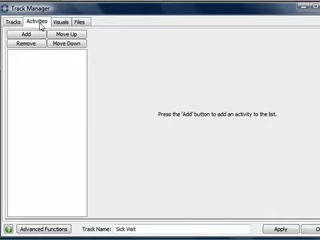 Track Manager
Tracks Activities Visuals Files
Add Move Up
Remove Move Down
Press the 'Add' button to add an activity to the list.
Advanced Functions Track Name: Sick Visit Apply O